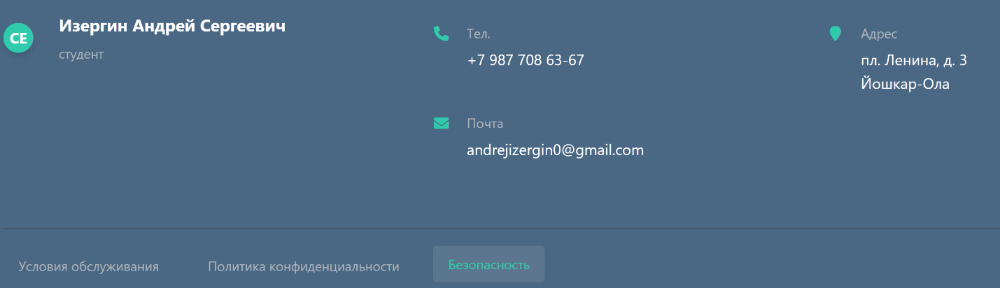 CE
Изергин Андрей Сергеевич
студент
Тел.
+7 987 708 63-67
Почта
andrejizergin0@gmail.com
Адрес
пл. Ленина, д. 3
Йошкар-Ола
Условия обслуживания
Политика конфиденциальности
Безопасность